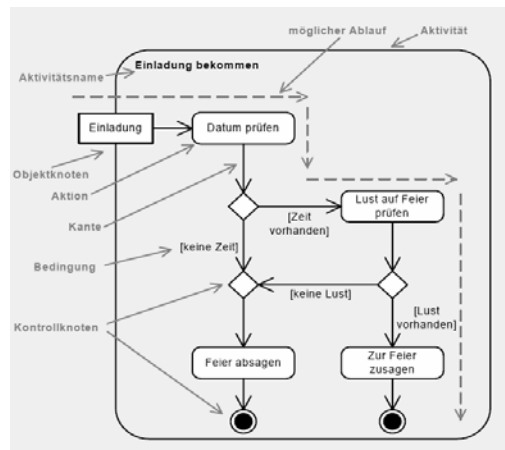 möglicher Ablauf
Aktivität
Einladung bekommen
Aktivitätsname
Einladung
Datum prüfen
Objektknoten
Aktion
Lust auf Feier
prüfen
Kante
[Zeit
vorhanden]
[keine Zeit]
Bedingung
[keine Lust]
[Lust
vorhanden]
Kontrollknoten
Feier absagen
Zur Feier
zusagen